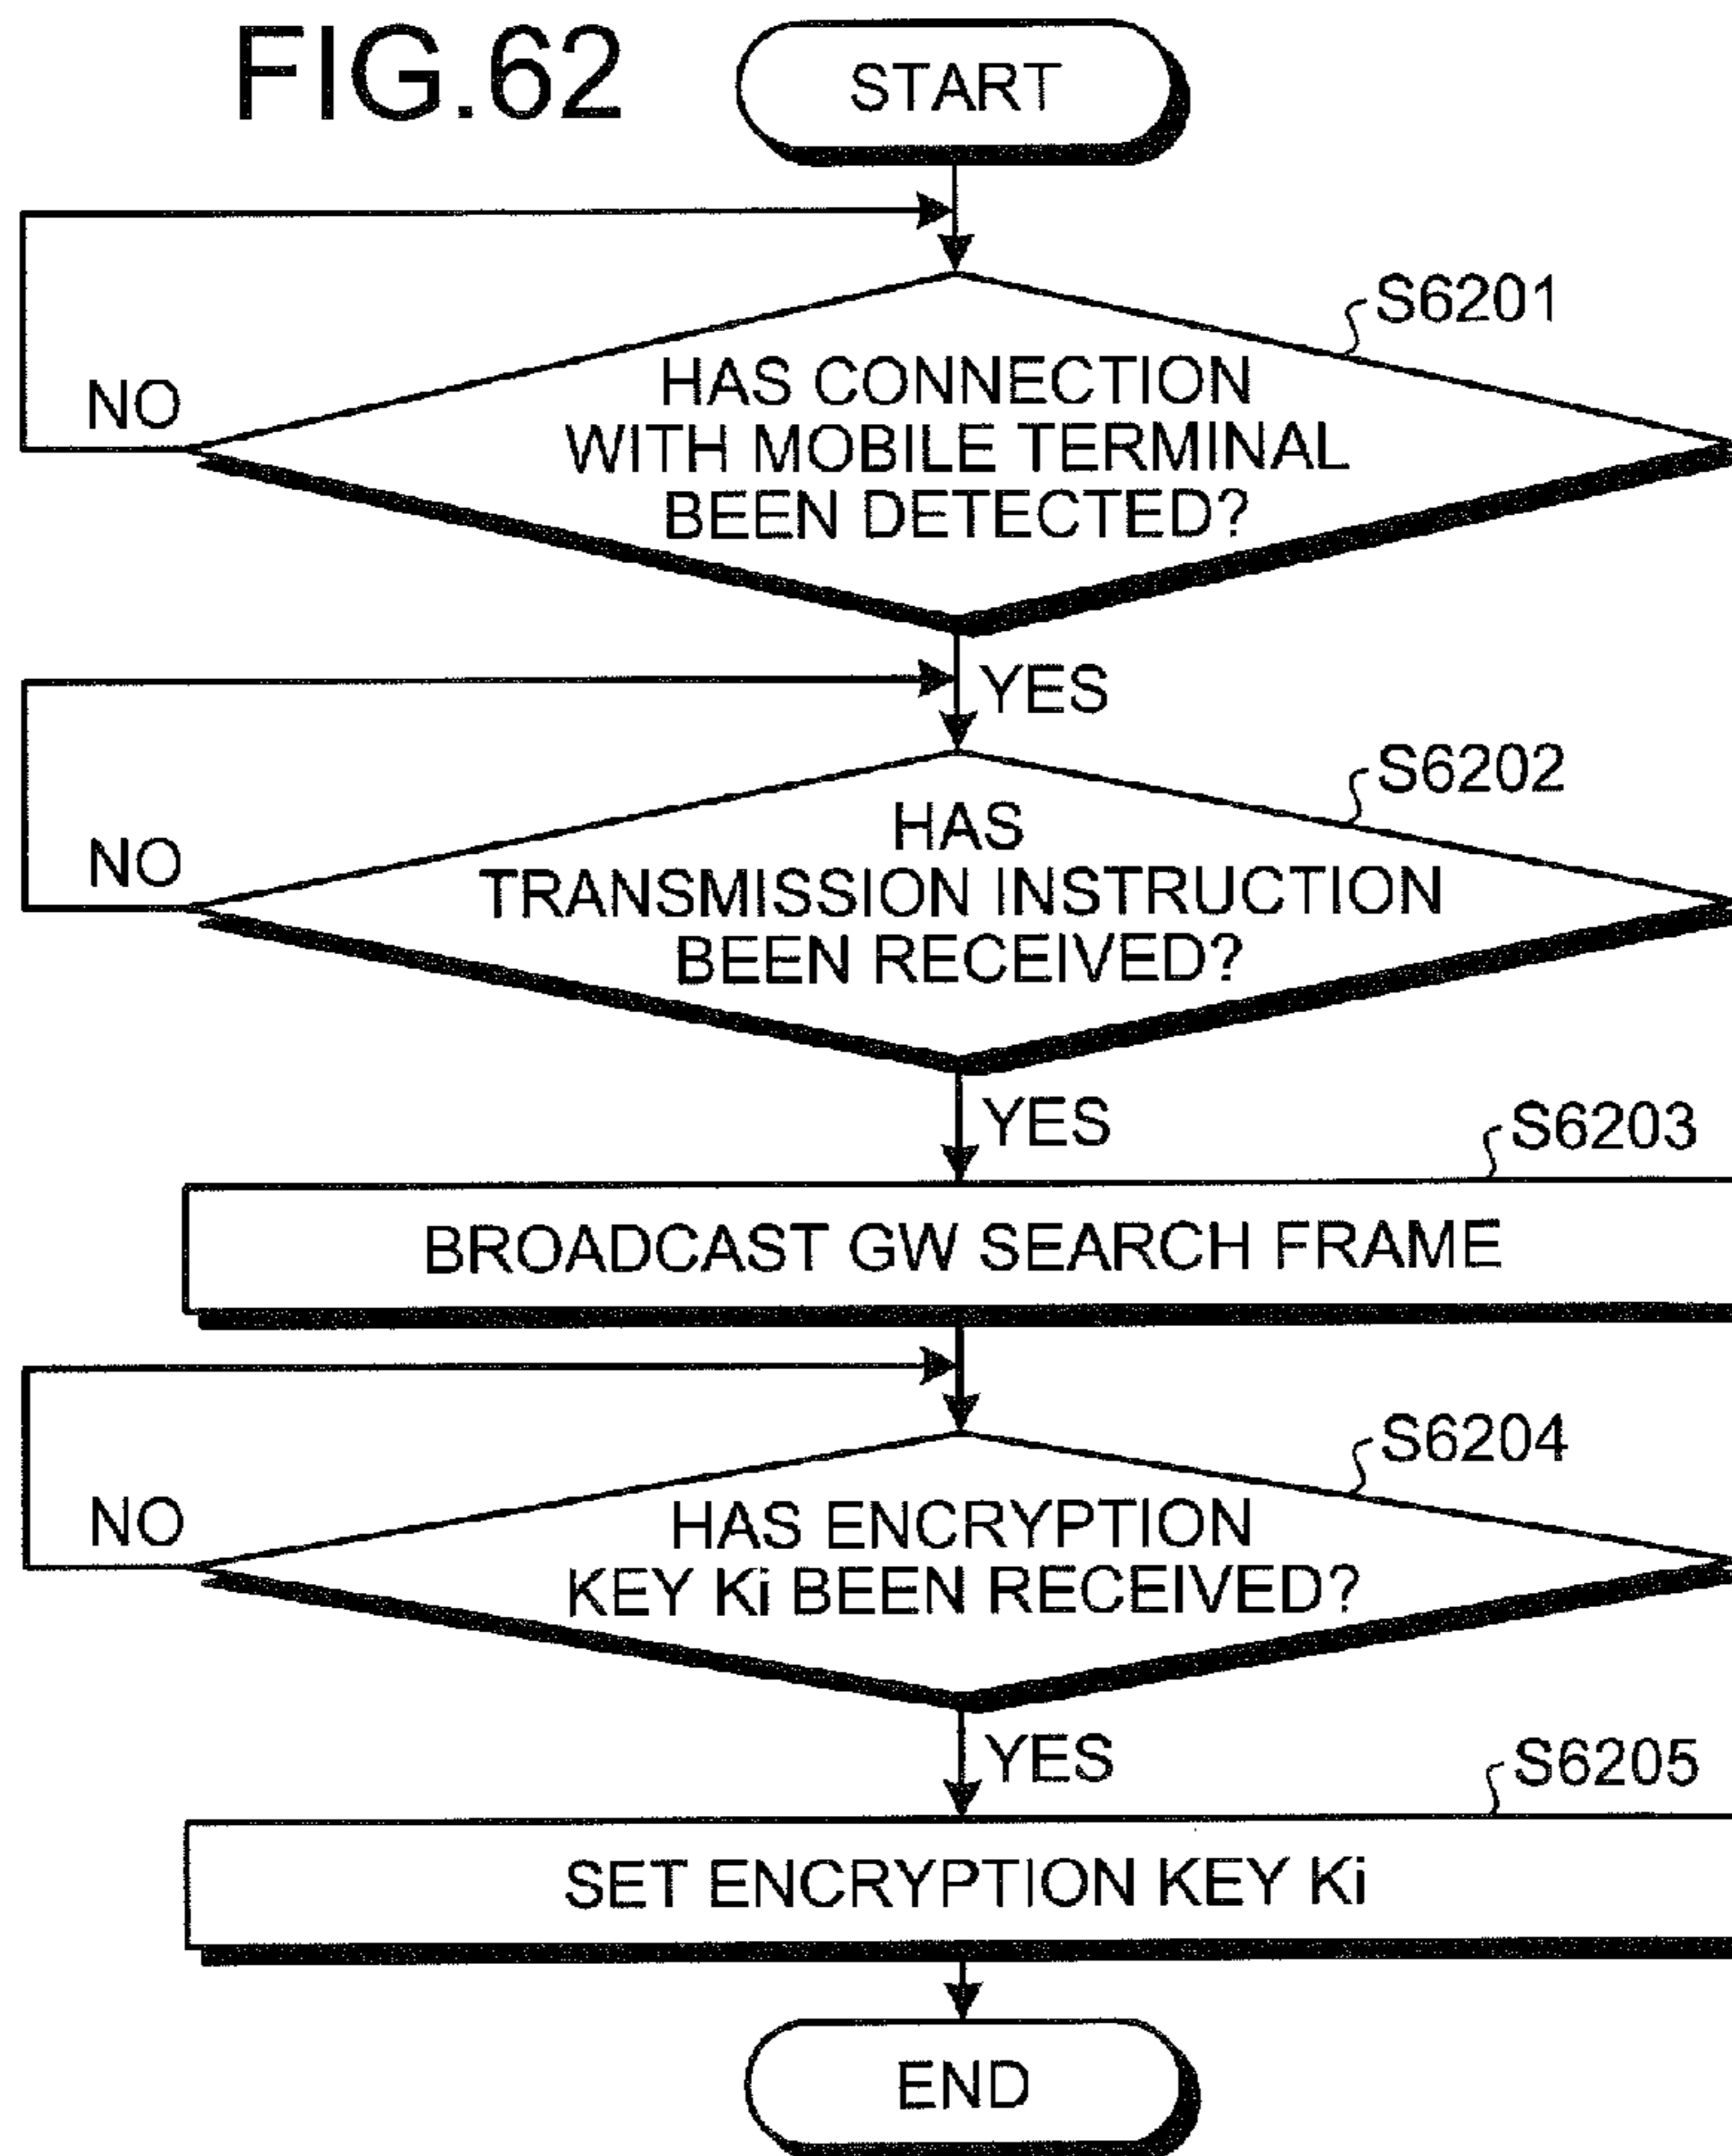 FIG.62
START
S6201
HAS CONNECTION
WITH MOBILE TERMINAL
BEEN DETECTED?
NO
YES
S6202
HAS
TRANSMISSION INSTRUCTION
BEEN RECEIVED?
NO
YES
S6203
BROADCAST GW SEARCH FRAME
S6204
HAS ENCRYPTION
KEY Ki BEEN RECEIVED?
NO
YES
S6205
SET ENCRYPTION KEY Ki
END